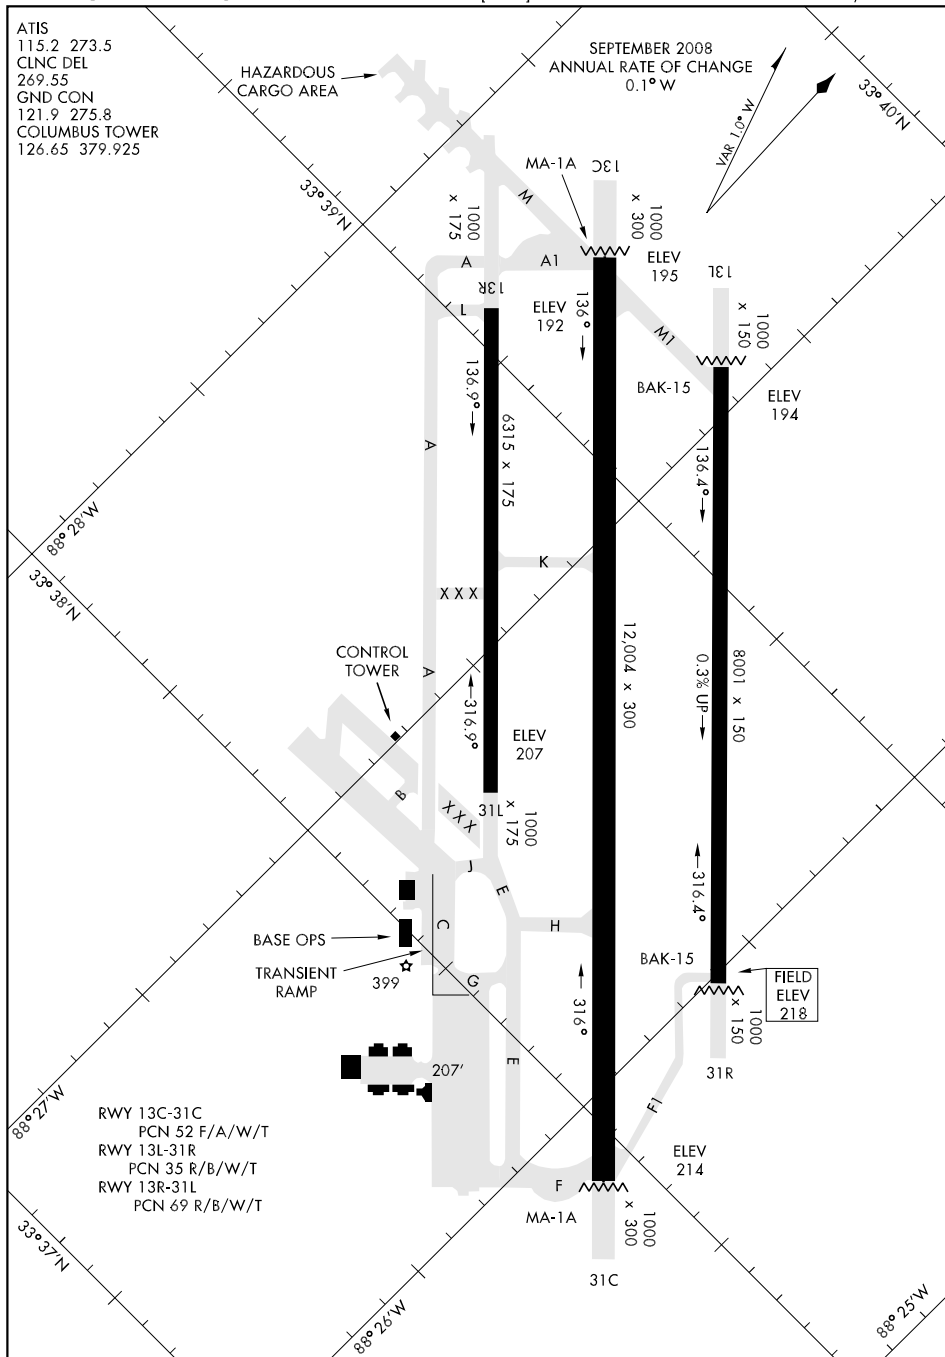 ATIS
115.2 273.5
CLNC DEL
269.55
GND CON
121.9 275.8
COLUMBUS TOWER
126.65 379.925
HAZARDOUS
CARGO AREA
SEPTEMBER 2008
ANNUAL RATE OF CHANGE
0.1° W
VAR 1.0° W
33° 40'N
33° 39'N
MA-1A
13C
1000
x 300
M
1000
x 175
A
A1
ELEV
195
13L
1000
x 150
13R
L
ELEV
192
136°
M1
BAK-15
ELEV
194
136.9°
A
6315 x 175
136.4°
88° 28'W
33° 38'N
K
XXX
12,004 x 300
0.3% UP
8001 x 150
CONTROL
TOWER
A
316.9°
ELEV
207
B
XXX
31L
1000
x 175
J
E
316.4°
C
H
BASE OPS
TRANSIENT
RAMP
399
G
316°
BAK-15
FIELD
ELEV
218
1000
x 150
31R
E
207'
F1
88° 27'W
RWY 13C-31C
PCN 52 F/A/W/T
RWY 13L-31R
PCN 35 R/B/W/T
RWY 13R-31L
PCN 69 R/B/W/T
ELEV
214
F
MA-1A
1000
x 300
31C
33° 37'N
88° 26'W
88° 25'W